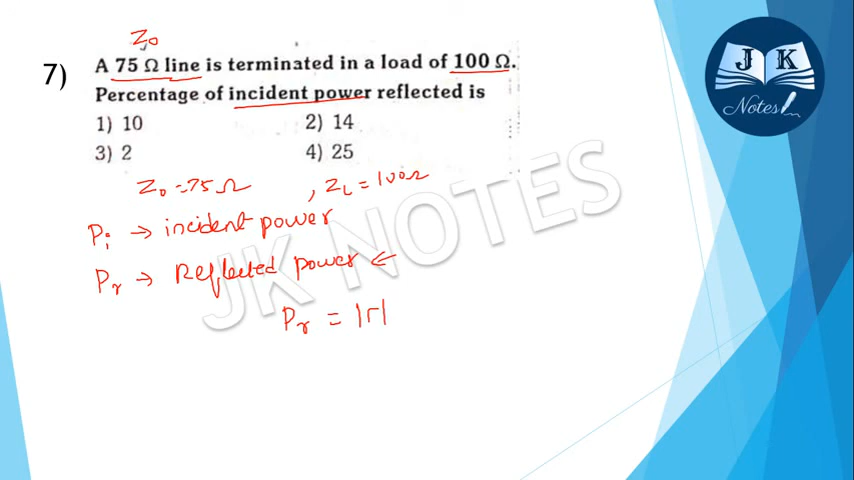 Z₀
7) A 75 Ω line is terminated in a load of 100 Ω.
Percentage of incident power reflected is
1) 10 2) 14
3) 2 4) 25
Z₀ = 75 Ω , Z_L = 100Ω
Pᵢ → incident power
Pᵣ → Reflected power ←
Pᵣ = |Γ|
J K
Notes
JK NOTES